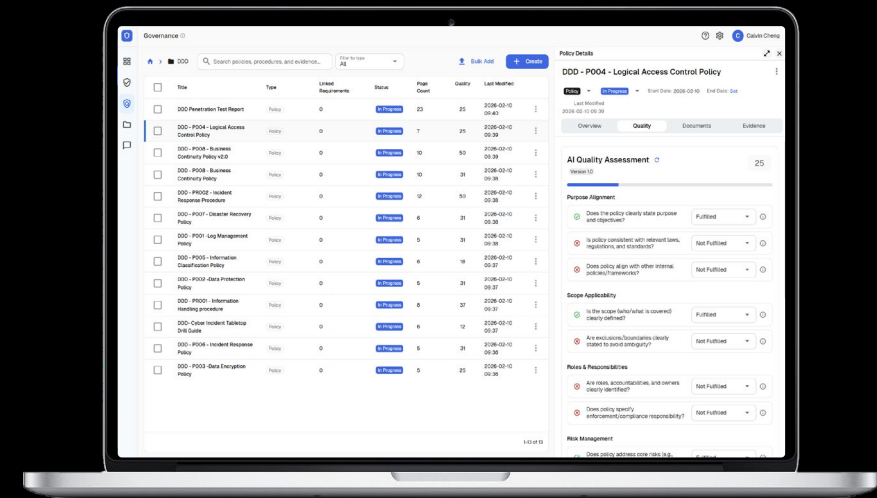 Governance
Calvin Cheng
C
DDD
Search policies, procedures, and evidence...
Filter by type
All
Bulk Add
Create
Title
Type
Linked
Requirements
Status
Page
Count
Quality
Last Modified
DDD Penetration Test Report
Policy
0
In Progress
23
25
2026-02-10
09:40
DDD - P004 - Logical Access
Control Policy
Policy
0
In Progress
7
25
2026-02-10
09:39
DDD - P008 - Business
Continuity Policy v2.0
Policy
0
In Progress
10
50
2026-02-10
09:39
DDD - P008 - Business
Continuity Policy
Policy
0
In Progress
10
31
2026-02-10
09:38
DDD - PR002 - Incident
Response Procedure
Policy
0
In Progress
12
50
2026-02-10
09:38
DDD - P007 - Disaster Recovery
Policy
Policy
0
In Progress
6
31
2026-02-10
09:38
DDD - P001 -Log Management
Policy
Policy
0
In Progress
5
31
2026-02-10
09:38
DDD - P005 - Information
Classification Policy
Policy
0
In Progress
6
2026-02-10
09:37
DDD - P002 -Data Protection
Policy
Policy
0
In Progress
5
31
2026-02-10
09:37
DDD - PR001 - Information
Handling procedure
Policy
0
In Progress
8
37
2026-02-10
09:37
DDD- Cyber Incident Tabletop
Drill Guide
Policy
0
In Progress
6
12
2026-02-10
09:37
DDD - P006 - Incident Response
Policy
Policy
0
In Progress
5
31
2026-02-10
09:36
DDD - P003 -Data Encryption
Policy
Policy
0
In Progress
5
25
2026-02-10
09:36
1-13 of 13
Policy Details
DDD - P004 - Logical Access Control Policy
Policy
In Progress
Start Date: 2026-02-10
End Date: Set
Last Modified
2026-02-10 09:39
Overview
Quality
Documents
Evidence
AI Quality Assessment
25
Version 1.0
Purpose Alignment
Does the policy clearly state purpose
and objectives?
Fulfilled
Is policy consistent with relevant laws,
regulations, and standards?
Not Fulfilled
Does policy align with other internal
policies/frameworks?
Not Fulfilled
Scope Applicability
Is the scope (who/what is covered)
clearly defined?
Fulfilled
Are exclusions/boundaries clearly
stated to avoid ambiguity?
Not Fulfilled
Roles & Responsibilities
Are roles, accountabilities, and owners
clearly identified?
Not Fulfilled
Does policy specify
enforcement/compliance responsibility?
Not Fulfilled
Risk Management
Does policy address core risks (e.g.,
Fulfilled